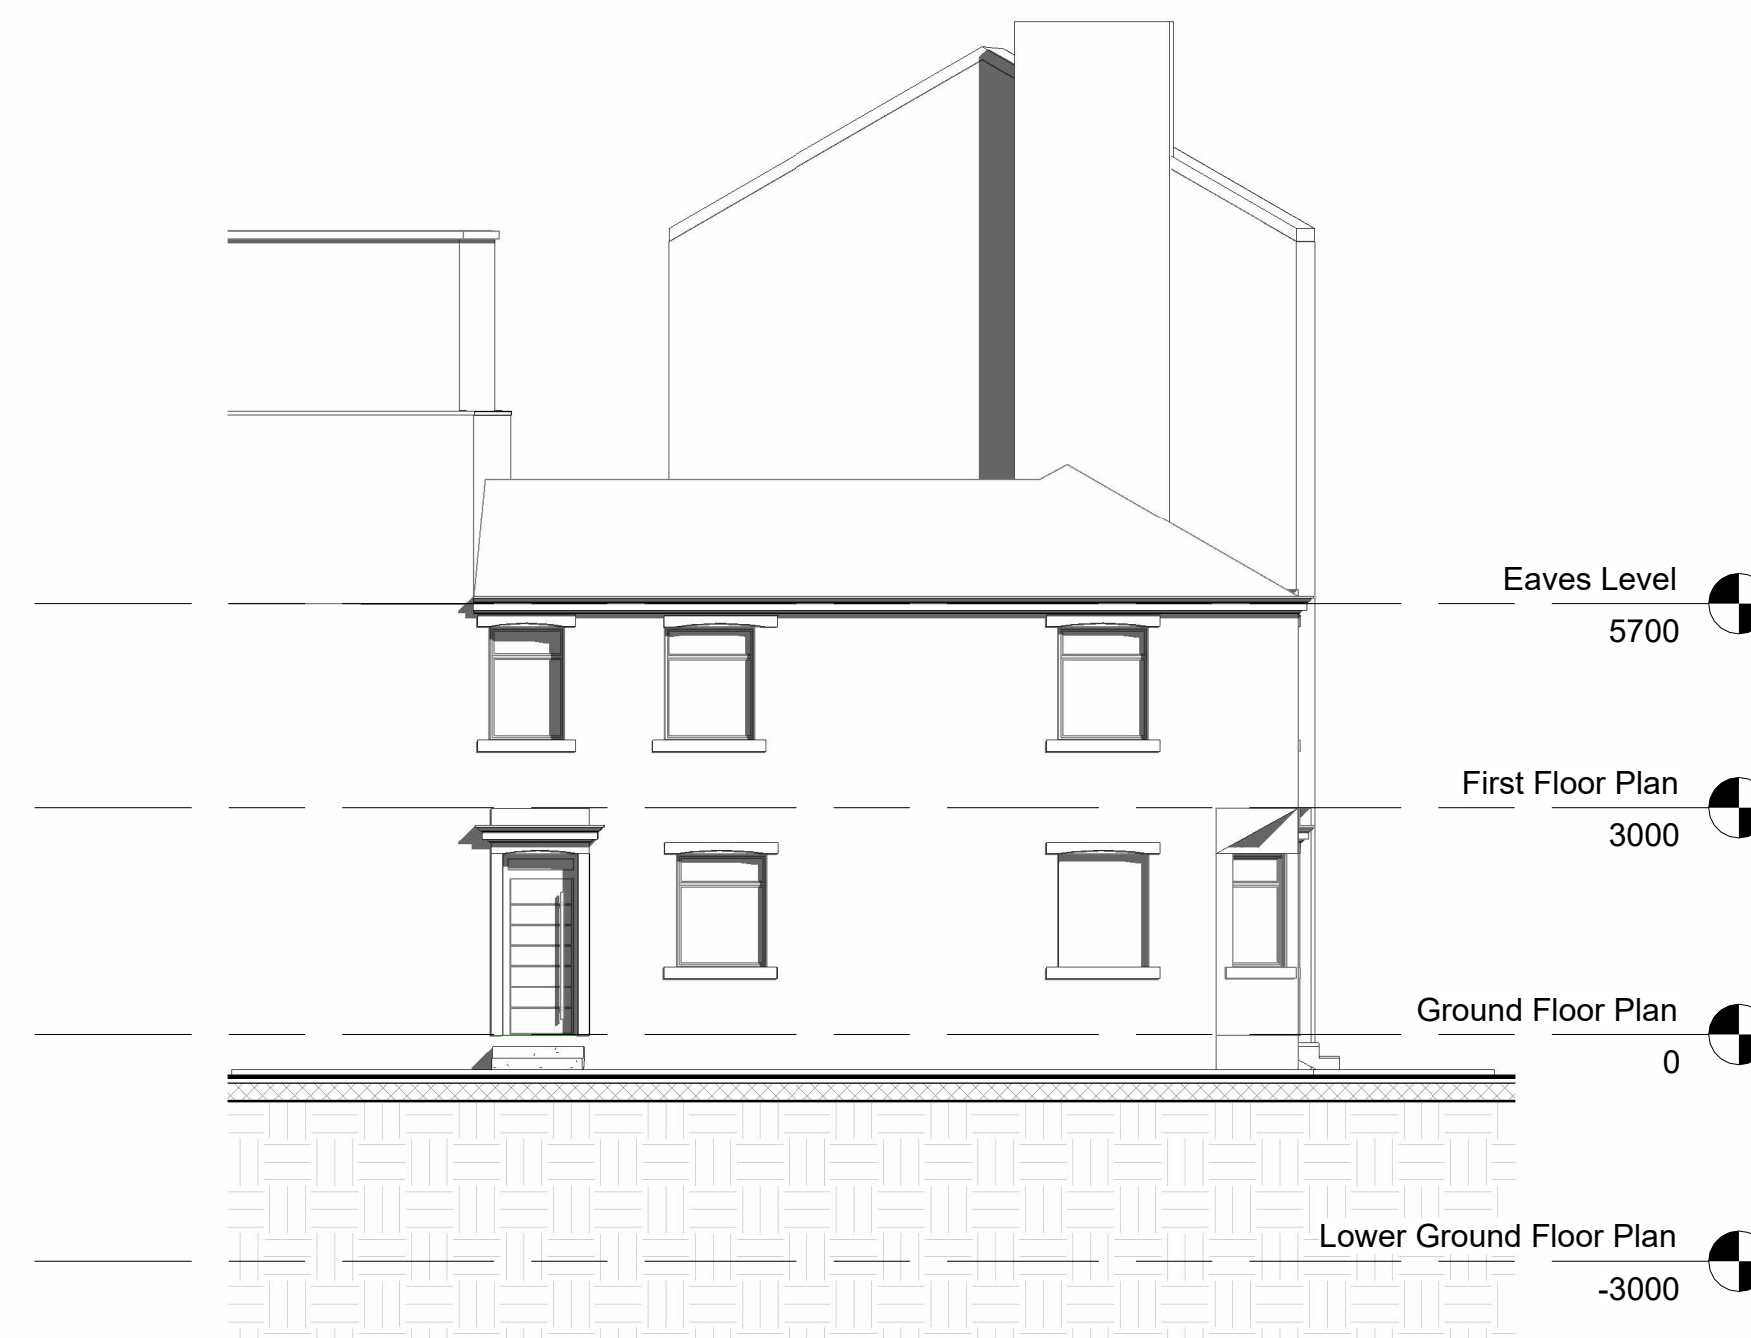 Eaves Level
5700
First Floor Plan
3000
Ground Floor Plan
0
Lower Ground Floor Plan
-3000